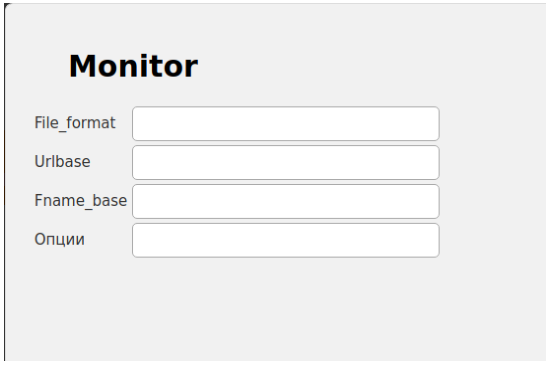 Monitor
File_format
Urlbase
Fname_base
Опции